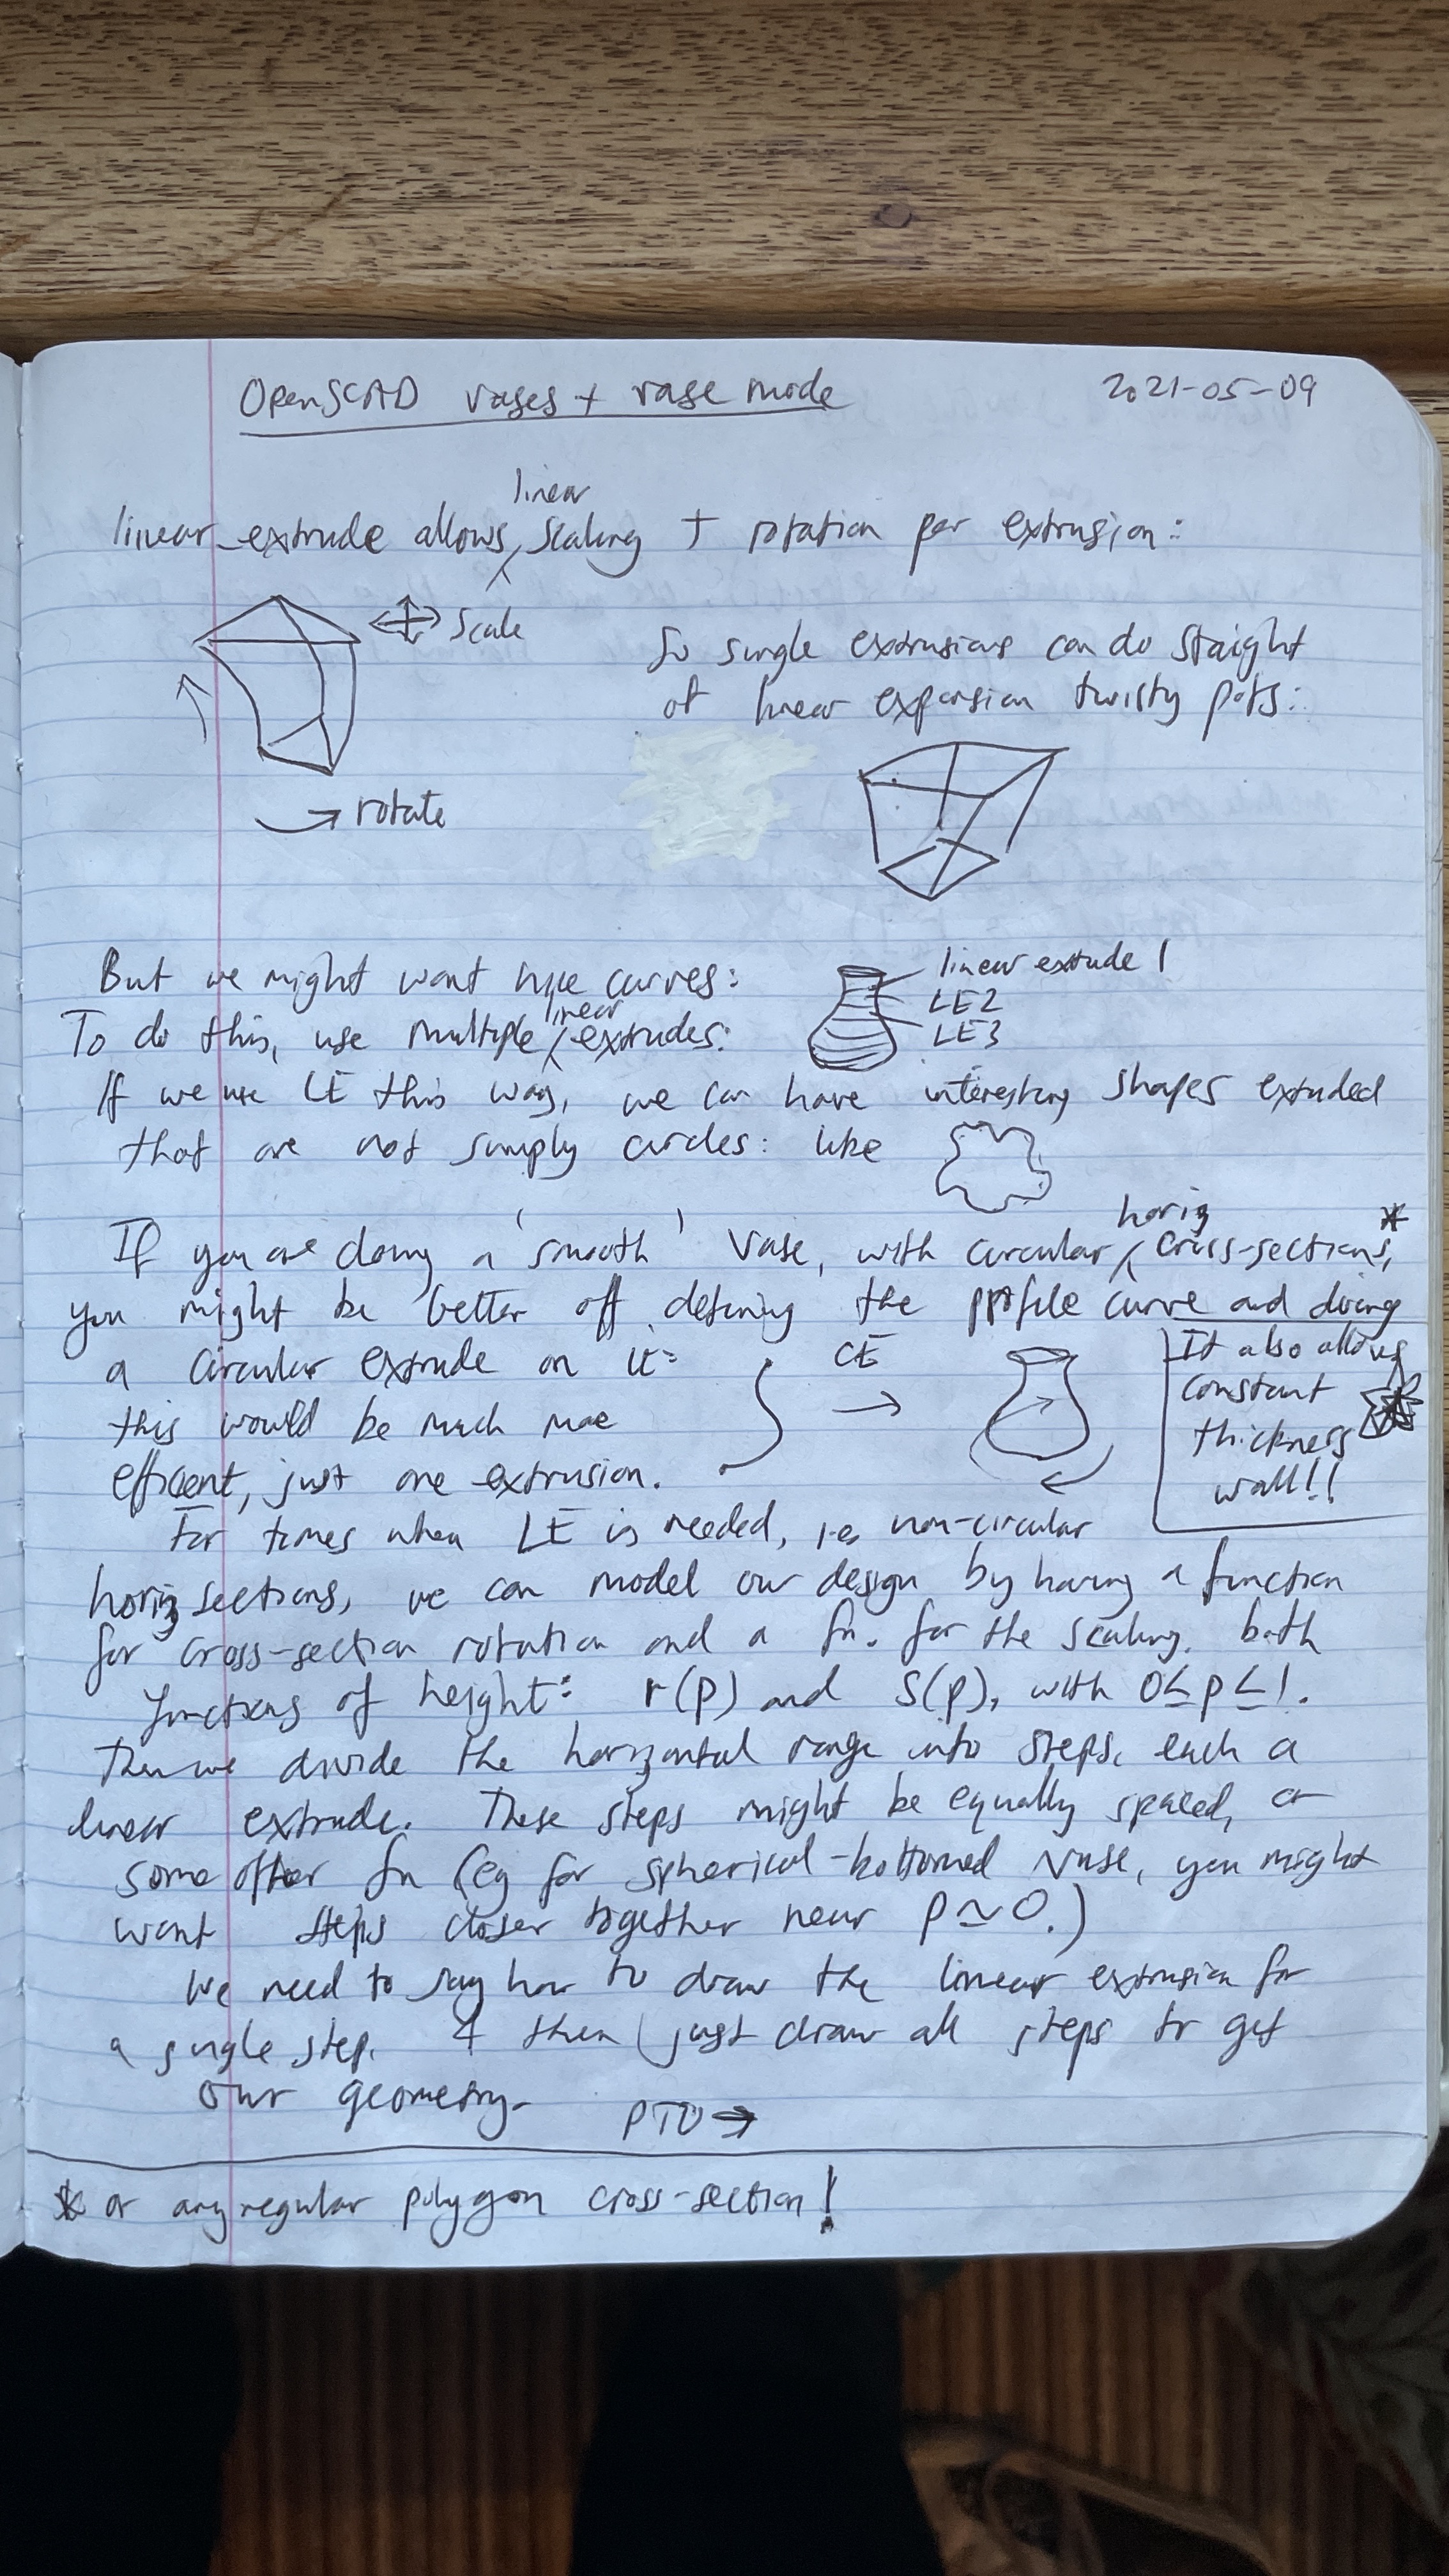 OpenSCAD vases + vase mode
2021-05-09
linear
linear_extrude allows scaling + rotation per extrusion:
scale
rotate
So single extrusions can do staight
of linear expansion twisty pots:
But we might want nice curves:
linear extude 1
LE2
LE3
linear
To do this, use multiple extrudes:
If we use LE this way, we can have interesting shapes extuded
that are not simply circles: like
horiz
If you are doing a 'smooth' vase, with circular cross-sections,*
you might be better off defining the profile curve and doing
a circular extrude on it:
CE
this would be much more
efficent, just one extrusion.
It also allows
constant
thickness
wall!!
For times when LE is needed, i.e. non-circular
horiz sections, we can model our design by having a function
for cross-section rotation and a fn. for the scaling, both
functions of height: r(p) and s(p), with 0≤p≤1.
Then we divide the horizontal range into steps, each a
linear extrude. These steps might be equally spaced, or
some other fn (eg for spherical-bottomed vase, you might
want steps closer together near p≃0.)
We need to say how to draw the linear extrusion for
a single step. & then just draw all steps to get
our geometry.
PTO →
* or any regular polygon cross-section!